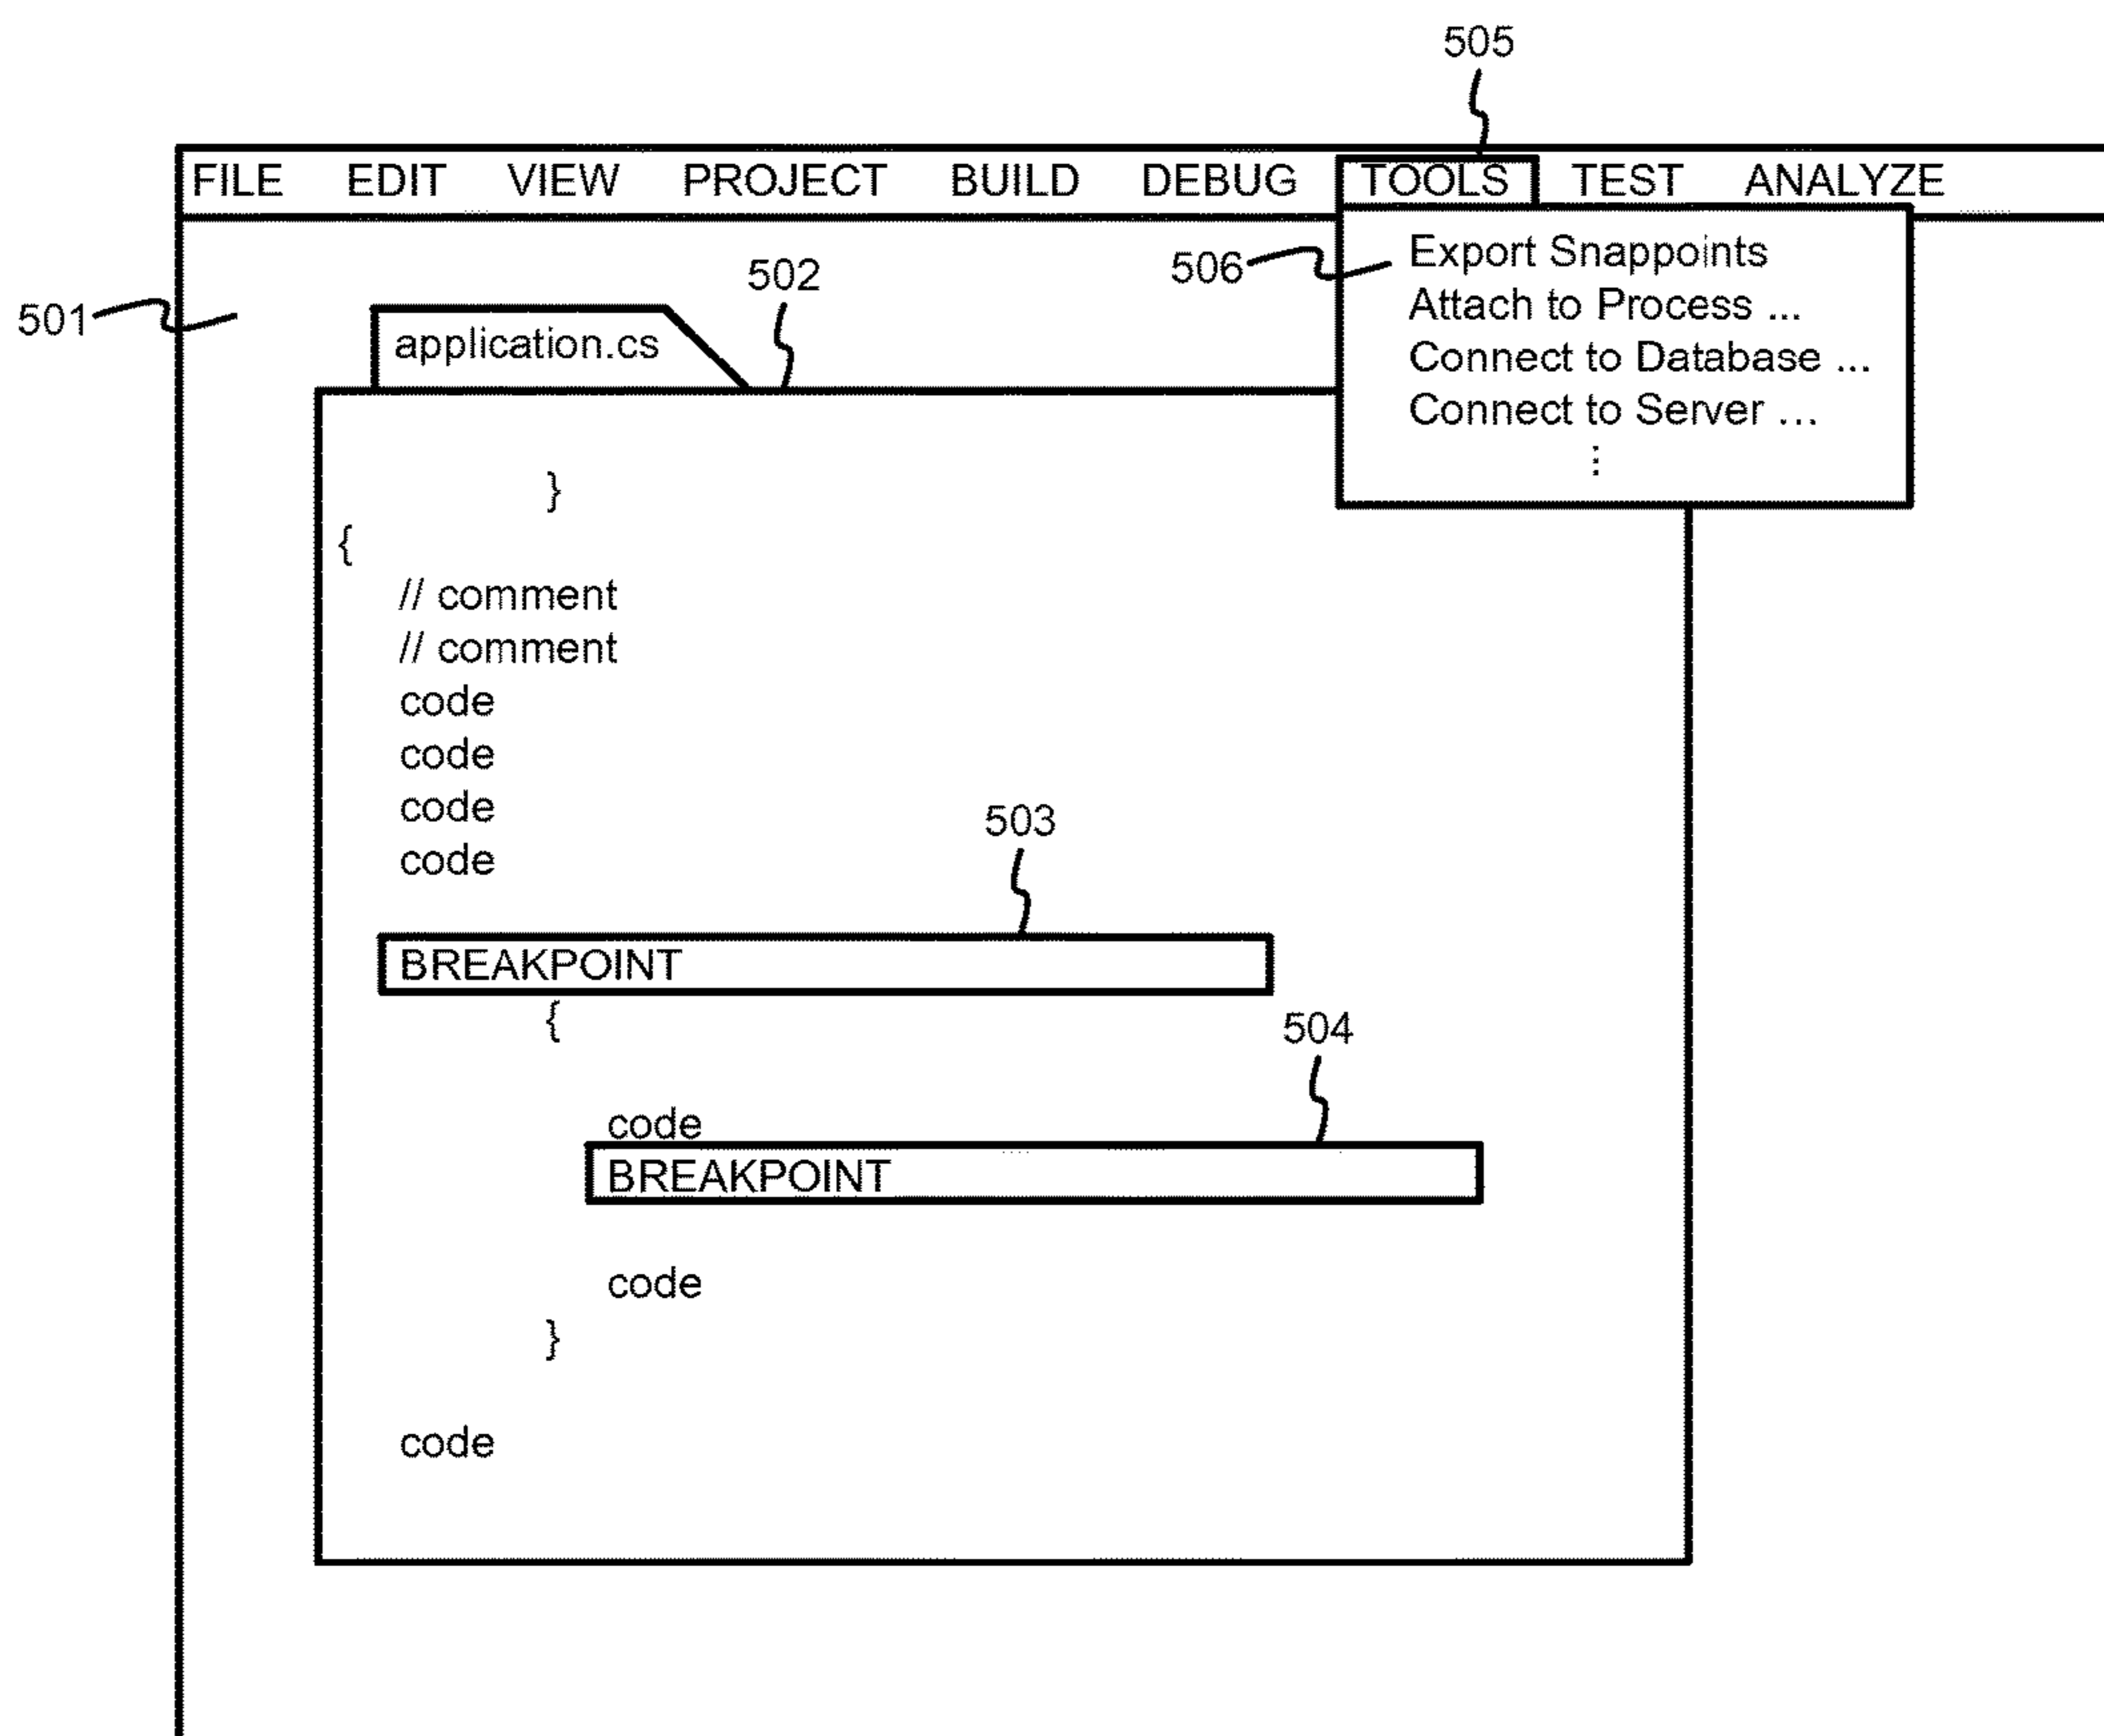 505
FILE EDIT VIEW PROJECT BUILD DEBUG TOOLS TEST ANALYZE
506 Export Snappoints
Attach to Process ...
Connect to Database ...
Connect to Server ...
⋮
501
502
application.cs
}
{
// comment
// comment
code
code
code
code
503
BREAKPOINT
{
504
code
BREAKPOINT
code
}
code